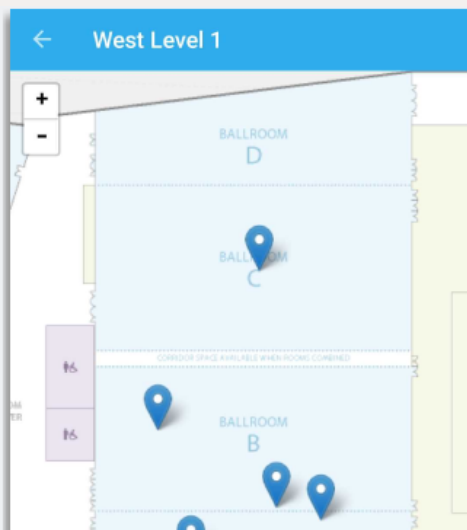 West Level 1
+
-
BALLROOM
D
BALLROOM
C
CORRIDOR SPACE AVAILABLE WHEN ROOMS COMBINED
BALLROOM
B